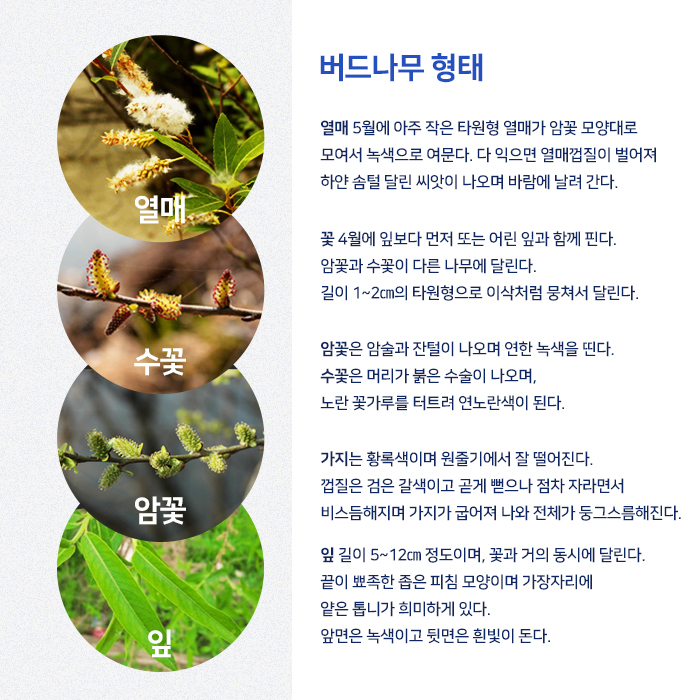 버드나무 형태
열매 5월에 아주 작은 타원형 열매가 암꽃 모양대로
모여서 녹색으로 여문다. 다 익으면 열매껍질이 벌어져
하얀 솜털 달린 씨앗이 나오며 바람에 날려 간다.
꽃 4월에 잎보다 먼저 또는 어린 잎과 함께 핀다.
암꽃과 수꽃이 다른 나무에 달린다.
길이 1~2㎝의 타원형으로 이삭처럼 뭉쳐서 달린다.
암꽃은 암술과 잔털이 나오며 연한 녹색을 띤다.
수꽃은 머리가 붉은 수술이 나오며,
노란 꽃가루를 터트려 연노란색이 된다.
가지는 황록색이며 원줄기에서 잘 떨어진다.
껍질은 검은 갈색이고 곧게 뻗으나 점차 자라면서
비스듬해지며 가지가 굽어져 나와 전체가 둥그스름해진다.
잎 길이 5~12㎝ 정도이며, 꽃과 거의 동시에 달린다.
끝이 뾰족한 좁은 피침 모양이며 가장자리에
얕은 톱니가 희미하게 있다.
앞면은 녹색이고 뒷면은 흰빛이 돈다.
열매
수꽃
암꽃
잎